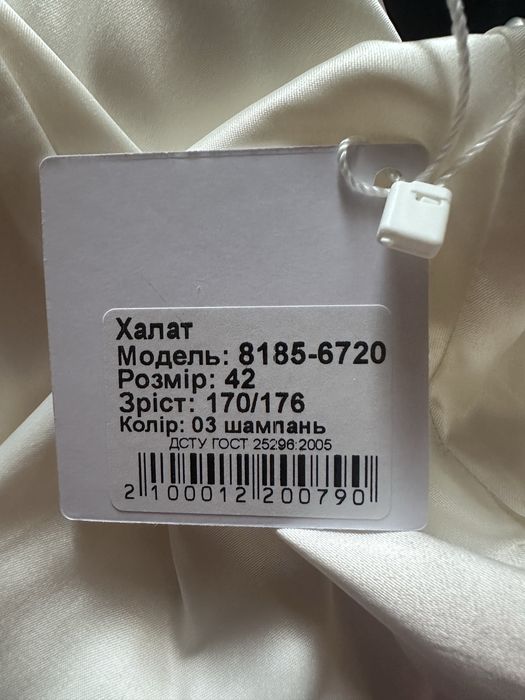 Халат
Модель: 8185-6720
Розмір: 42
Зріст: 170/176
Колір: 03 шампань
ДСТУ ГОСТ 25296:2005
2 100012 200790